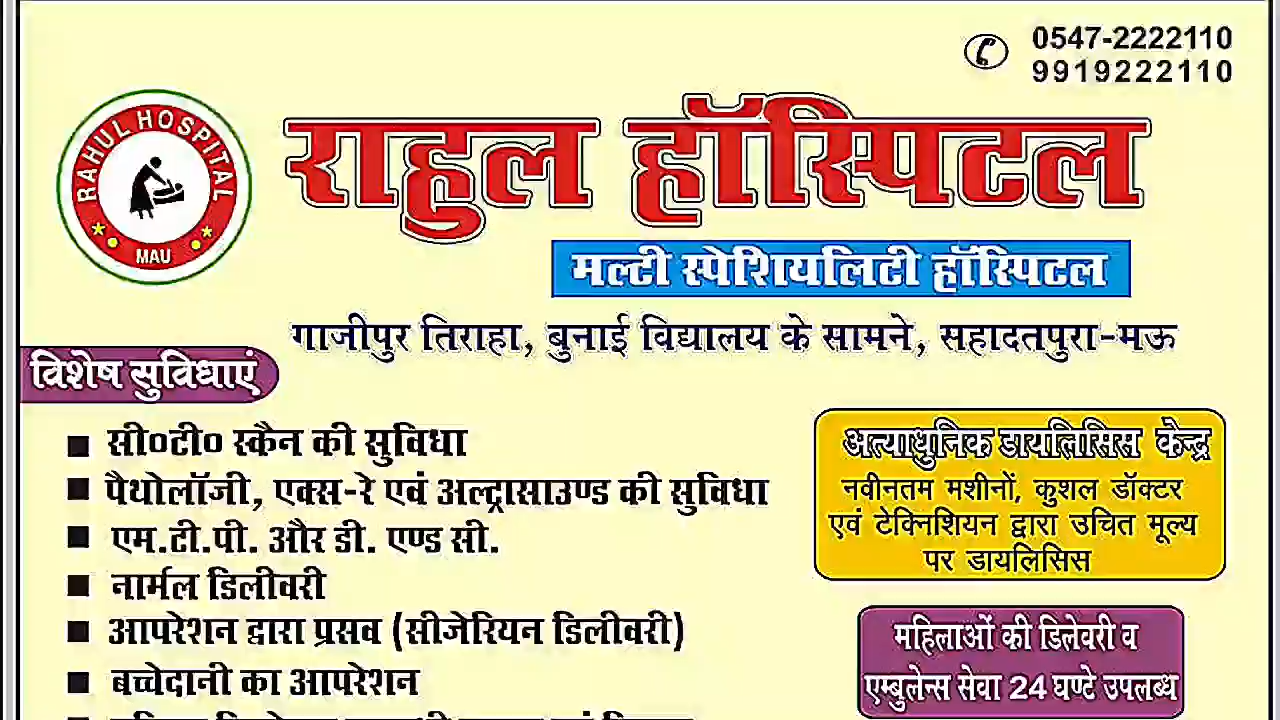 0547-2222110
9919222110
RAHUL HOSPITAL
MAU
राहुल हॉस्पिटल
मल्टी स्पेशियलिटी हॉस्पिटल
गाजीपुर तिराहा, बुनाई विद्यालय के सामने, सहादतपुरा-मऊ
विशेष सुविधाएं
सी०टी० स्कैन की सुविधा
पैथोलॉजी, एक्स-रे एवं अल्ट्रासाउण्ड की सुविधा
एम.टी.पी. और डी. एण्ड सी.
नार्मल डिलीवरी
आपरेशन द्वारा प्रसव (सीजेरियन डिलीवरी)
बच्चेदानी का आपरेशन
अत्याधुनिक डायलिसिस केन्द्र
नवीनतम मशीनों, कुशल डॉक्टर
एवं टेक्निशियन द्वारा उचित मूल्य
पर डायलिसिस
महिलाओं की डिलेवरी व
एम्बुलेन्स सेवा 24 घण्टे उपलब्ध